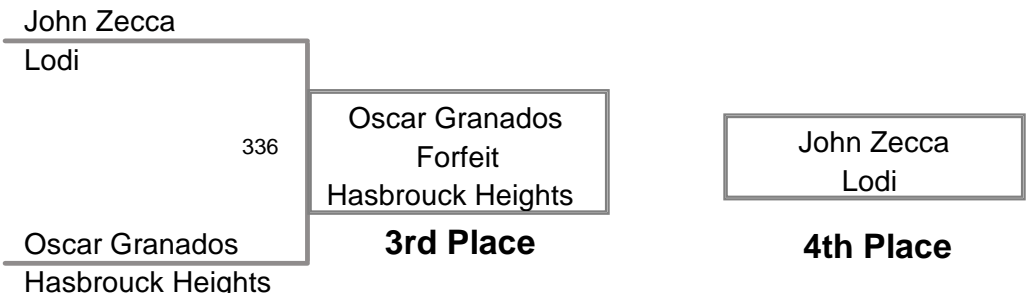 John Zecca
Lodi
336
Oscar Granados
Hasbrouck Heights
Oscar Granados
Forfeit
Hasbrouck Heights
3rd Place
John Zecca
Lodi
4th Place